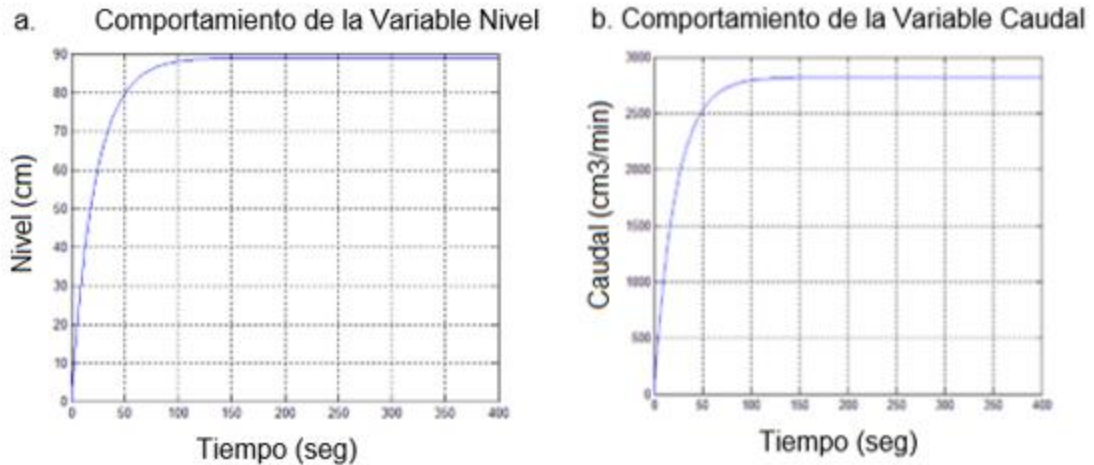 a. Comportamiento de la Variable Nivel
90
80
70
60
50
40
30
20
10
0
Nivel (cm)
0 50 100 150 200 250 300 350 400
Tiempo (seg)
b. Comportamiento de la Variable Caudal
3000
2500
2000
1500
1000
500
0
Caudal (cm3/min)
0 50 100 150 200 250 300 350 400
Tiempo (seg)